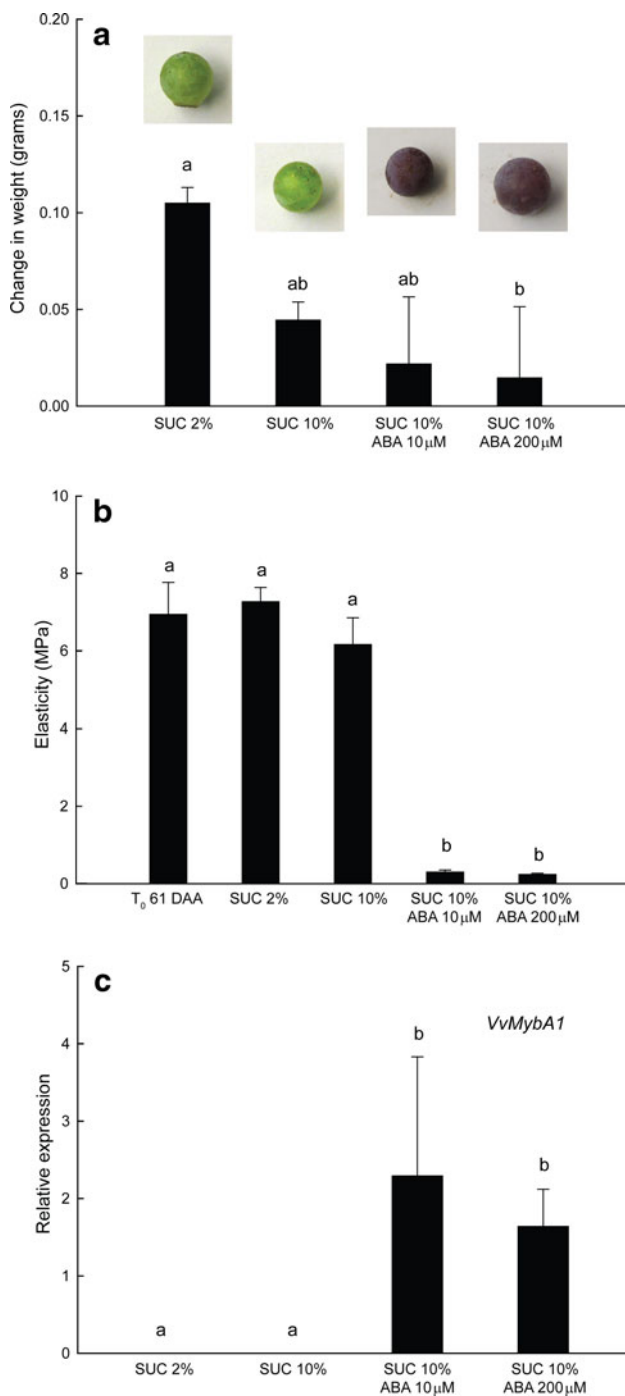 a
Change in weight (grams)
0.20
0.15
0.10
0.05
0.00
a
ab
ab
b
SUC 2%
SUC 10%
SUC 10%
ABA 10µM
SUC 10%
ABA 200µM
b
Elasticity (MPa)
10
8
6
4
2
0
a
a
a
b
b
T0 61 DAA
SUC 2%
SUC 10%
SUC 10%
ABA 10µM
SUC 10%
ABA 200µM
c
VvMybA1
Relative expression
5
4
3
2
1
0
a
a
b
b
SUC 2%
SUC 10%
SUC 10%
ABA 10µM
SUC 10%
ABA 200µM